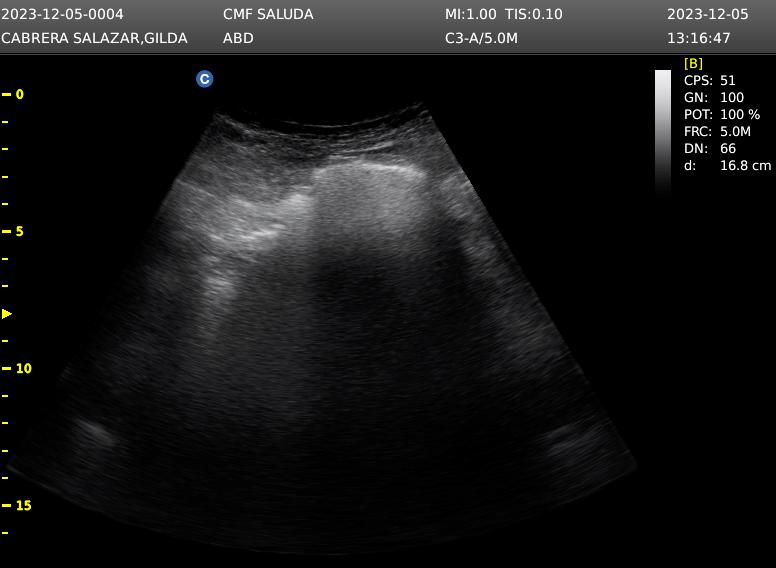 2023-12-05-0004 CMF SALUDA MI:1.00 TIS:0.10 2023-12-05
CABRERA SALAZAR,GILDA ABD C3-A/5.0M 13:16:47
[B]
C
CPS: 51
0
GN: 100
POT: 100 %
FRC: 5.0M
DN: 66
d: 16.8 cm
5
10
15